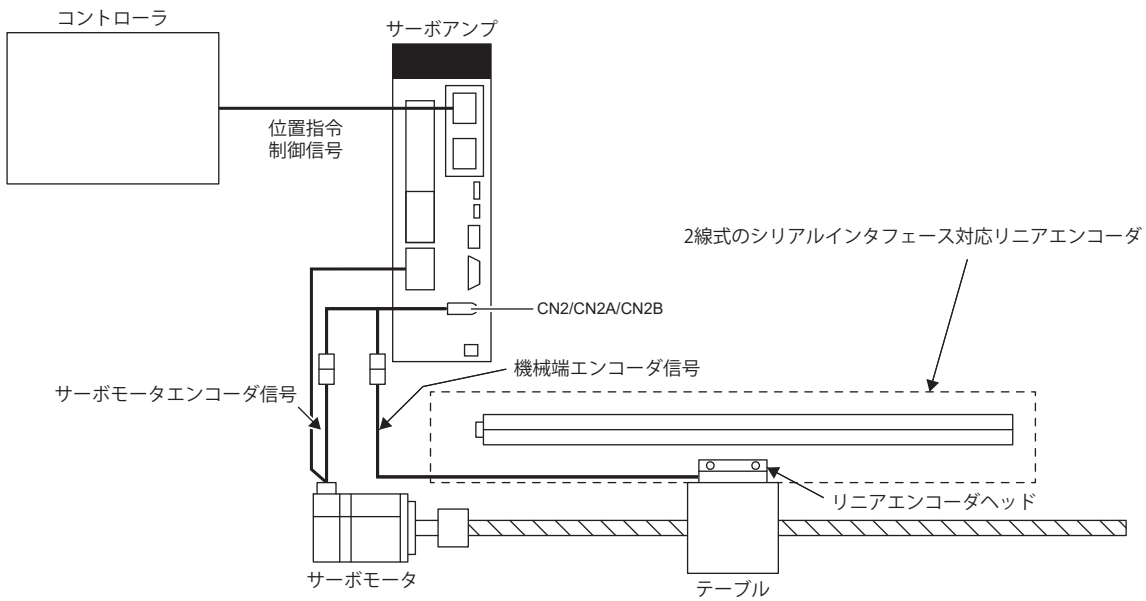 コントローラ
サーボアンプ
位置指令
制御信号
2線式のシリアルインタフェース対応リニアエンコーダ
CN2/CN2A/CN2B
機械端エンコーダ信号
サーボモータエンコーダ信号
リニアエンコーダヘッド
サーボモータ
テーブル